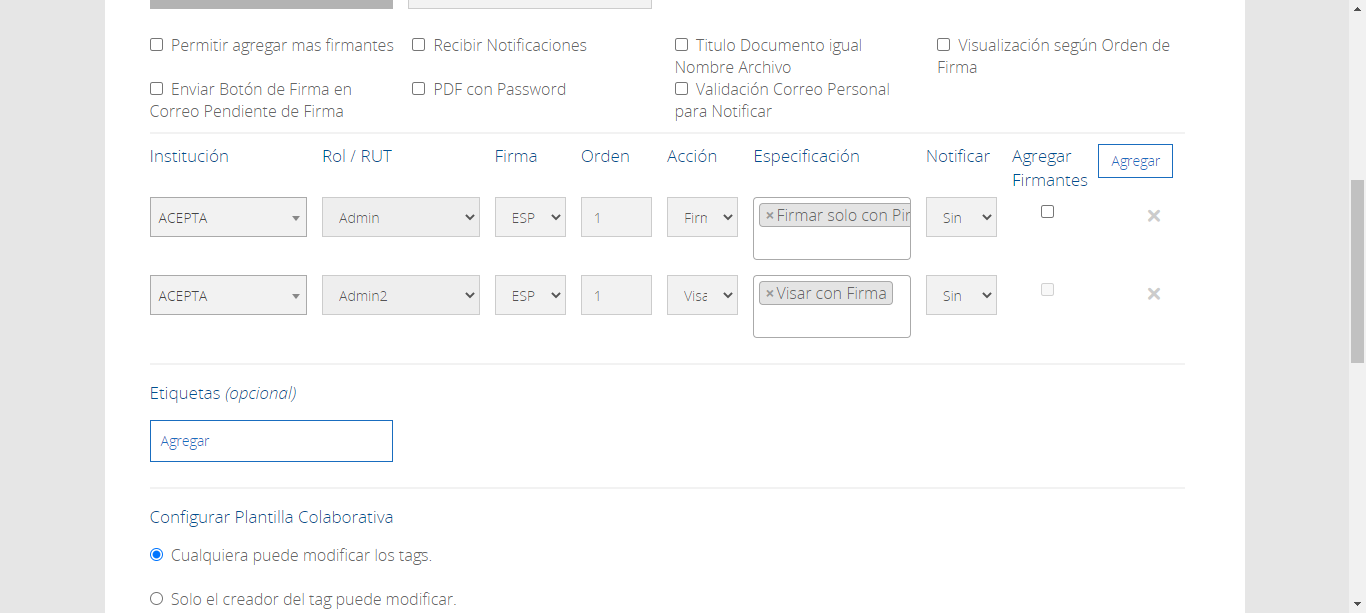 Permitir agregar mas firmantes
Recibir Notificaciones
Titulo Documento igual
Nombre Archivo
Visualización según Orden de
Firma
Enviar Botón de Firma en
Correo Pendiente de Firma
PDF con Password
Validación Correo Personal
para Notificar
Institución Rol / RUT Firma Orden Acción Especificación Notificar Agregar
Firmantes
Agregar
ACEPTA Admin ESP 1 Firm ×Firmar solo con Pin Sin ×
ACEPTA Admin2 ESP 1 Visa ×Visar con Firma Sin ×
Etiquetas (opcional)
Agregar
Configurar Plantilla Colaborativa
Cualquiera puede modificar los tags.
Solo el creador del tag puede modificar.